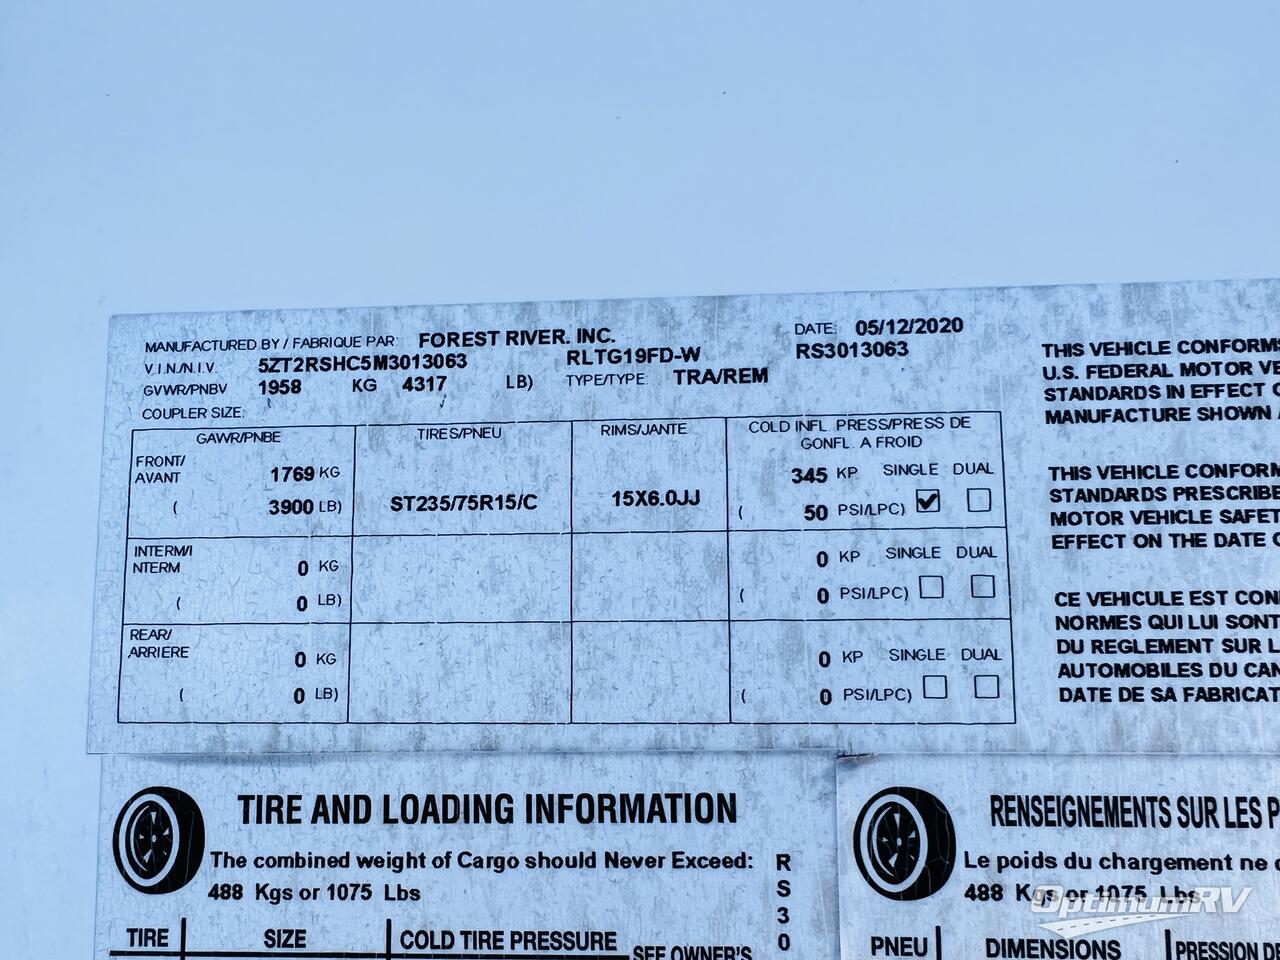 MANUFACTURED BY / FABRIQUE PAR: FOREST RIVER, INC. DATE: 05/12/2020
V.I.N./N.I.V. 5ZT2RSHC5M3013063 RLTG19FD-W RS3013063
GVWR/PNBV 1958 KG 4317 LB) TYPE/TYPE: TRA/REM
COUPLER SIZE:
GAWR/PNBE TIRES/PNEU RIMS/JANTE COLD INFL. PRESS/PRESS DE
GONFL. A FROID
FRONT/
AVANT 1769 KG 345 KP SINGLE DUAL
( 3900 LB) ST235/75R15/C 15X6.0JJ ( 50 PSI/LPC)
INTERM/I
NTERM 0 KG 0 KP SINGLE DUAL
( 0 LB) ( 0 PSI/LPC)
REAR/
ARRIERE 0 KG 0 KP SINGLE DUAL
( 0 LB) ( 0 PSI/LPC)
THIS VEHICLE CONFORMS
U.S. FEDERAL MOTOR VE
STANDARDS IN EFFECT O
MANUFACTURE SHOWN A
THIS VEHICLE CONFORM
STANDARDS PRESCRIBE
MOTOR VEHICLE SAFET
EFFECT ON THE DATE O
CE VEHICULE EST CON
NORMES QUI LUI SONT
DU REGLEMENT SUR L
AUTOMOBILES DU CAN
DATE DE SA FABRICAT
TIRE AND LOADING INFORMATION
The combined weight of Cargo should Never Exceed:
488 Kgs or 1075 Lbs
RS30
TIRE SIZE COLD TIRE PRESSURE SEE OWNER'S
RENSEIGNEMENTS SUR LES P
Le poids du chargement ne d
488 Kgs or 1075 Lbs
PNEU DIMENSIONS PRESSION DE
OptimumRV